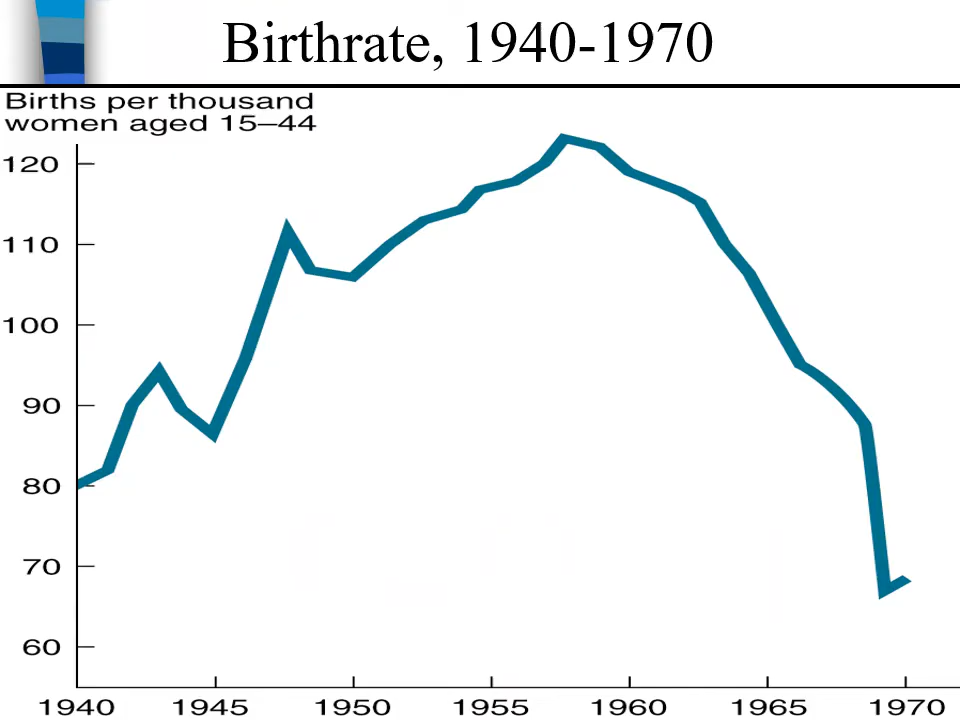 Birthrate, 1940-1970
Births per thousand
women aged 15–44
120
110
100
90
80
70
60
1940 1945 1950 1955 1960 1965 1970